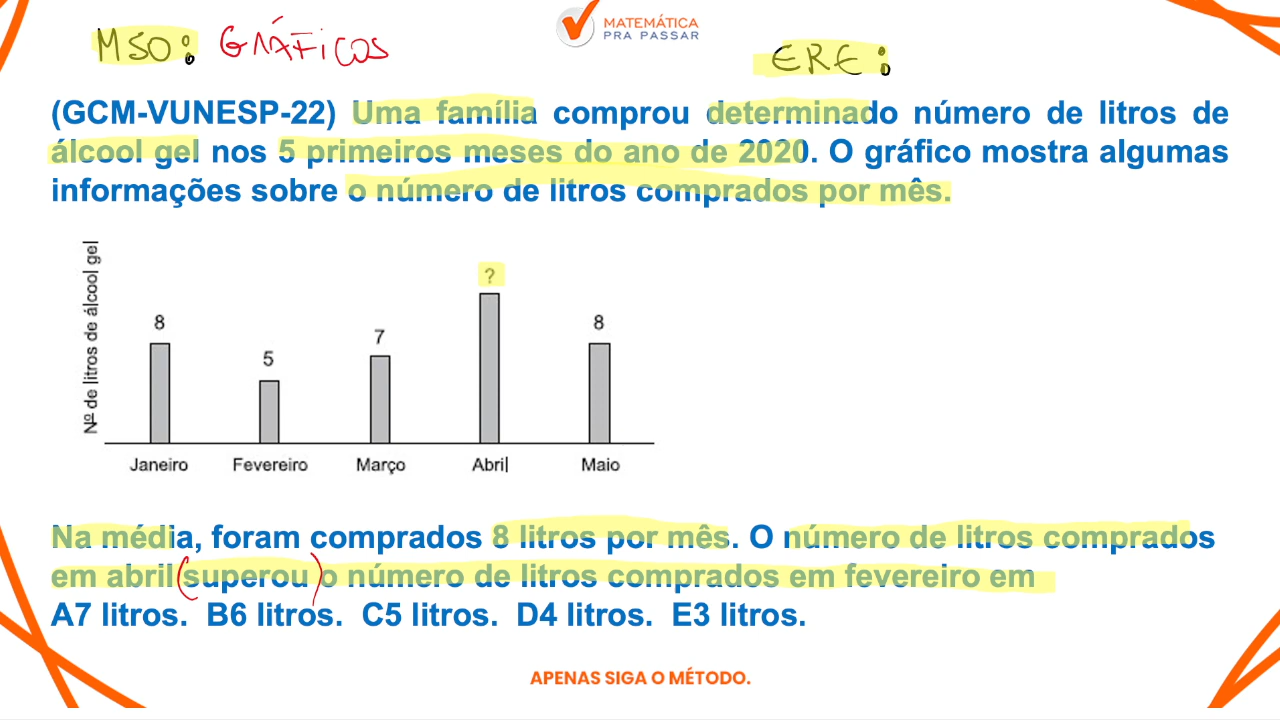 MATEMÁTICA
PRA PASSAR
MSO: GRÁFICOS
ERE:
(GCM-VUNESP-22) Uma família comprou determinado número de litros de
álcool gel nos 5 primeiros meses do ano de 2020. O gráfico mostra algumas
informações sobre o número de litros comprados por mês.
Nº de litros de álcool gel
?
8
5
7
8
Janeiro Fevereiro Março Abril Maio
Na média, foram comprados 8 litros por mês. O número de litros comprados
em abril (superou) o número de litros comprados em fevereiro em
A7 litros. B6 litros. C5 litros. D4 litros. E3 litros.
APENAS SIGA O MÉTODO.